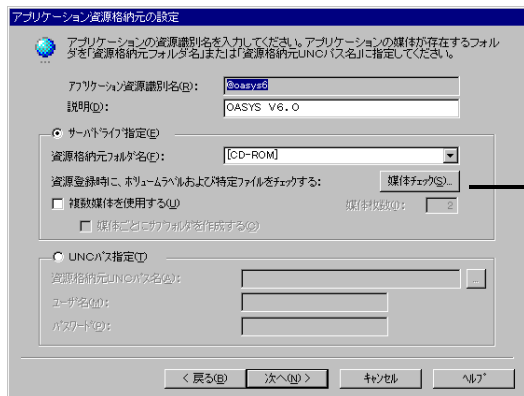 アプリケーション資源格納元の設定
アプリケーションの資源識別名を入力してください。アプリケーションの媒体が存在するフォル
ダを「資源格納元フォルダ名」または「資源格納元UNCパス名」に指定してください。
アプリケーション資源識別名(R): @oasys6
説明(D): OASYS V6.0
サーバドライブ指定(E)
資源格納元フォルダ名(F): [CD-ROM]
資源登録時に、ボリュームラベルおよび特定ファイルをチェックする: 媒体チェック(S)...
複数媒体を使用する(U) 媒体枚数(I): 2
媒体ごとにサブフォルダを作成する(O)
UNCパス指定(T)
資源格納元UNCパス名(A): ...
ユーザ名(M):
パスワード(P):
< 戻る(B) 次へ(N) > キャンセル ヘルプ